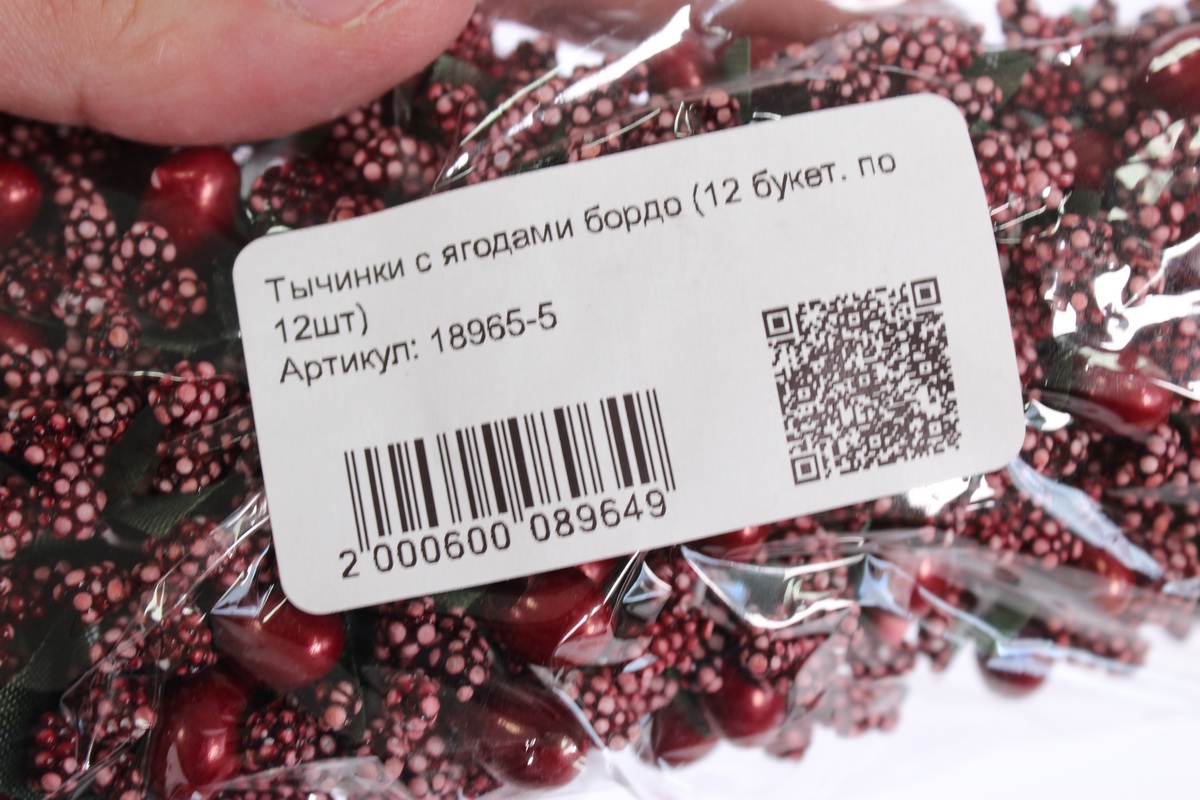 Тычинки с ягодами бордо (12 букет. по
12шт)
Артикул: 18965-5
2 000600 089649